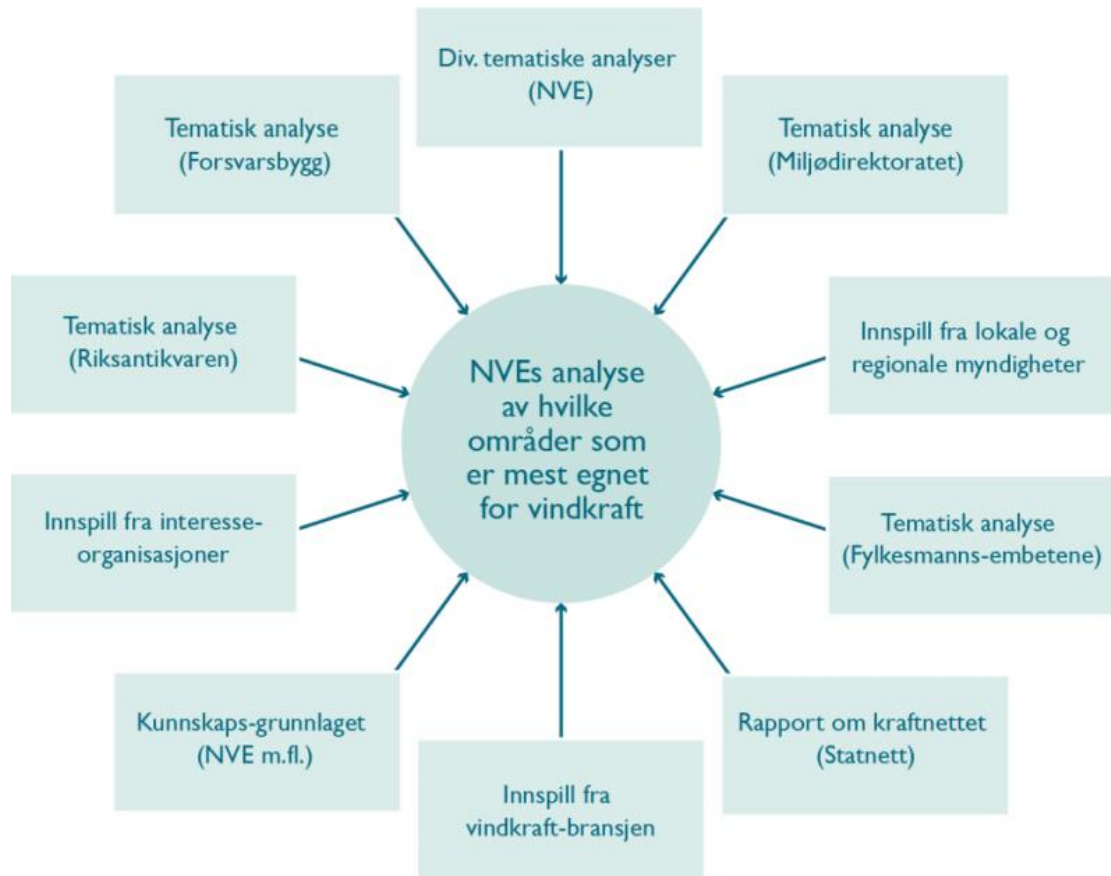 Div. tematiske analyser
(NVE)
Tematisk analyse
(Forsvarsbygg)
Tematisk analyse
(Miljødirektoratet)
Tematisk analyse
(Riksantikvaren)
Innspill fra lokale og
regionale myndigheter
NVEs analyse
av hvilke
områder som
er mest egnet
for vindkraft
Innspill fra interesse-
organisasjoner
Tematisk analyse
(Fylkesmanns-embetene)
Kunnskaps-grunnlaget
(NVE m.fl.)
Rapport om kraftnettet
(Statnett)
Innspill fra
vindkraft-bransjen